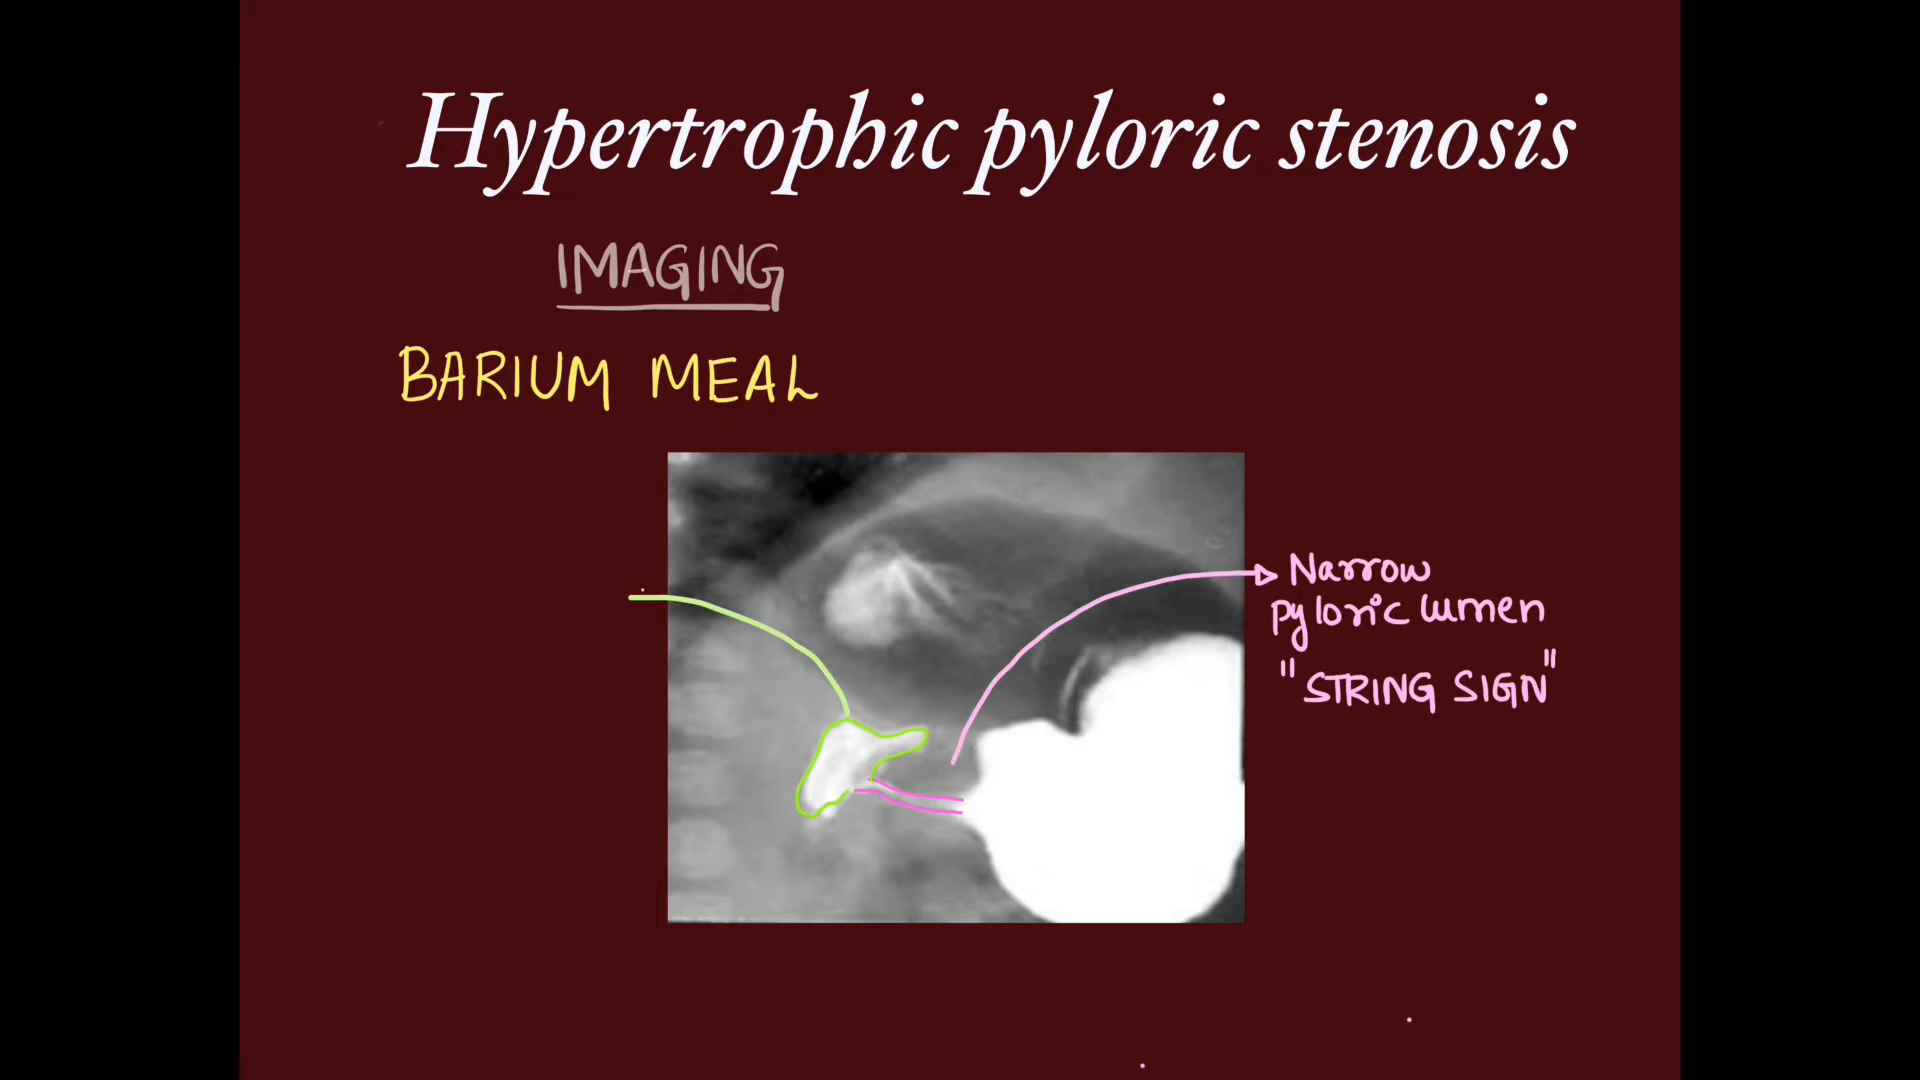 Hypertrophic pyloric stenosis
IMAGING
BARIUM MEAL
Narrow
pyloric lumen
"STRING SIGN"